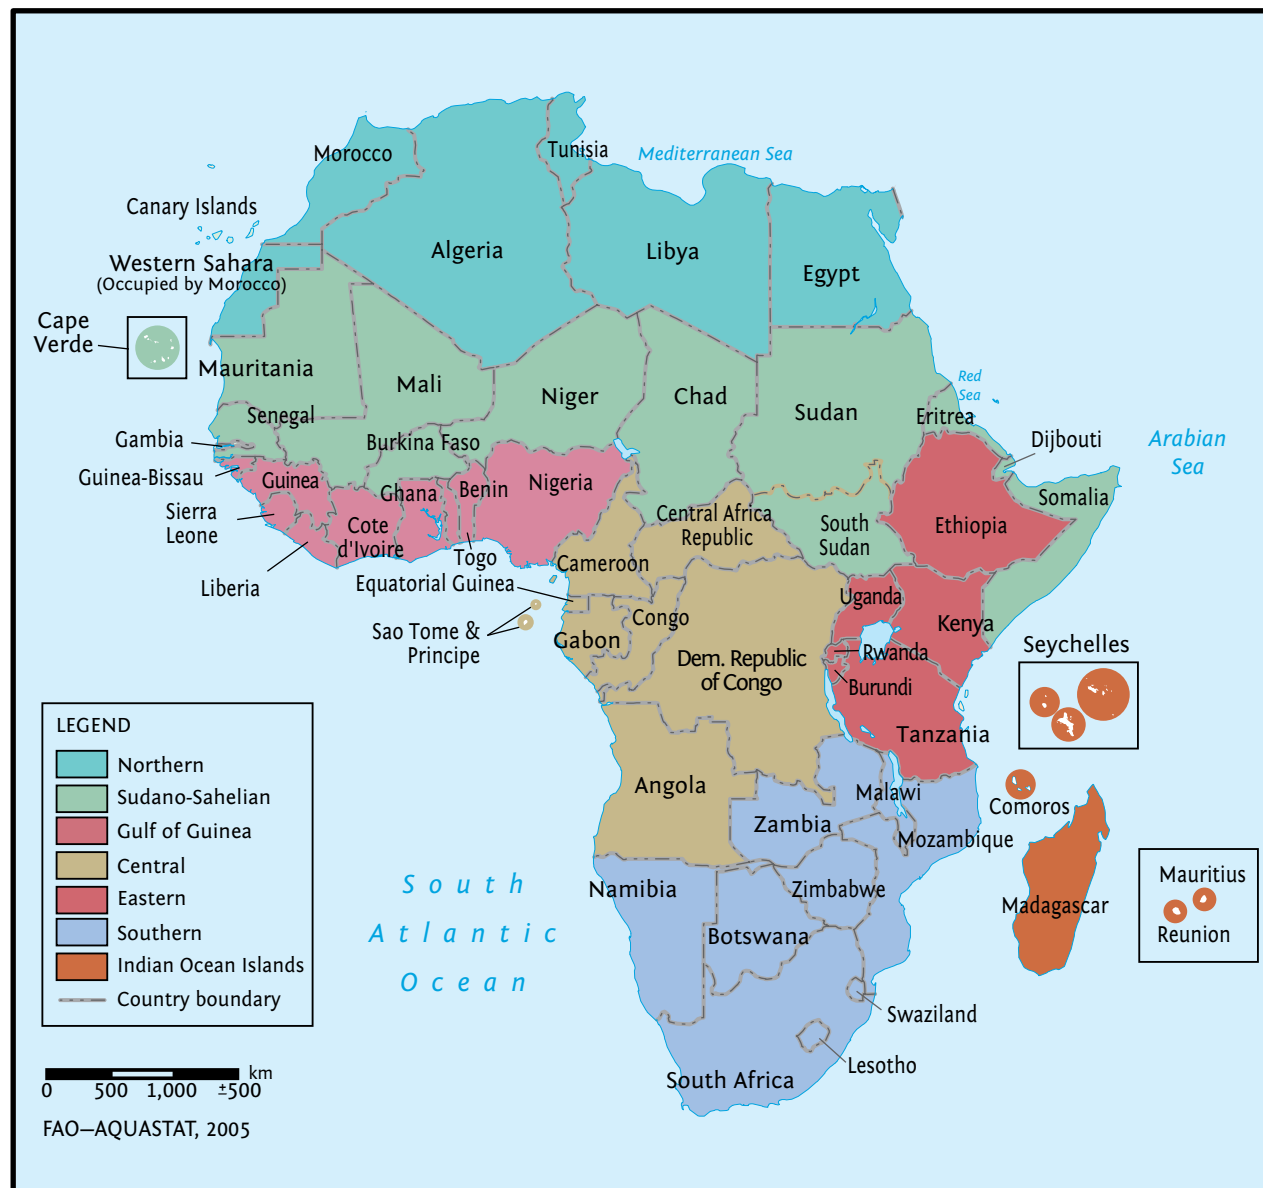 Morocco
Tunisia
Mediterranean Sea
Canary Islands
Algeria
Libya
Egypt
Western Sahara
(Occupied by Morocco)
Cape
Verde
Mauritania
Mali
Niger
Chad
Sudan
Red
Sea
Eritrea
Senegal
Gambia
Burkina Faso
Djibouti
Arabian
Sea
Guinea-Bissau
Guinea
Ghana
Benin
Nigeria
Somalia
Sierra
Leone
Cote
d'Ivoire
Central Africa
Republic
South
Sudan
Ethiopia
Togo
Cameroon
Liberia
Equatorial Guinea
Uganda
Congo
Kenya
Sao Tome &
Principe
Gabon
Rwanda
Seychelles
Dem. Republic
of Congo
Burundi
Tanzania
LEGEND
Northern
Sudano-Sahelian
Gulf of Guinea
Central
Eastern
Southern
Indian Ocean Islands
Country boundary
Angola
Malawi
Comoros
Zambia
Mozambique
Namibia
Zimbabwe
Madagascar
Mauritius
Reunion
Botswana
South
Atlantic
Ocean
Swaziland
Lesotho
South Africa
km
0 500 1,000 ±500
FAO—AQUASTAT, 2005